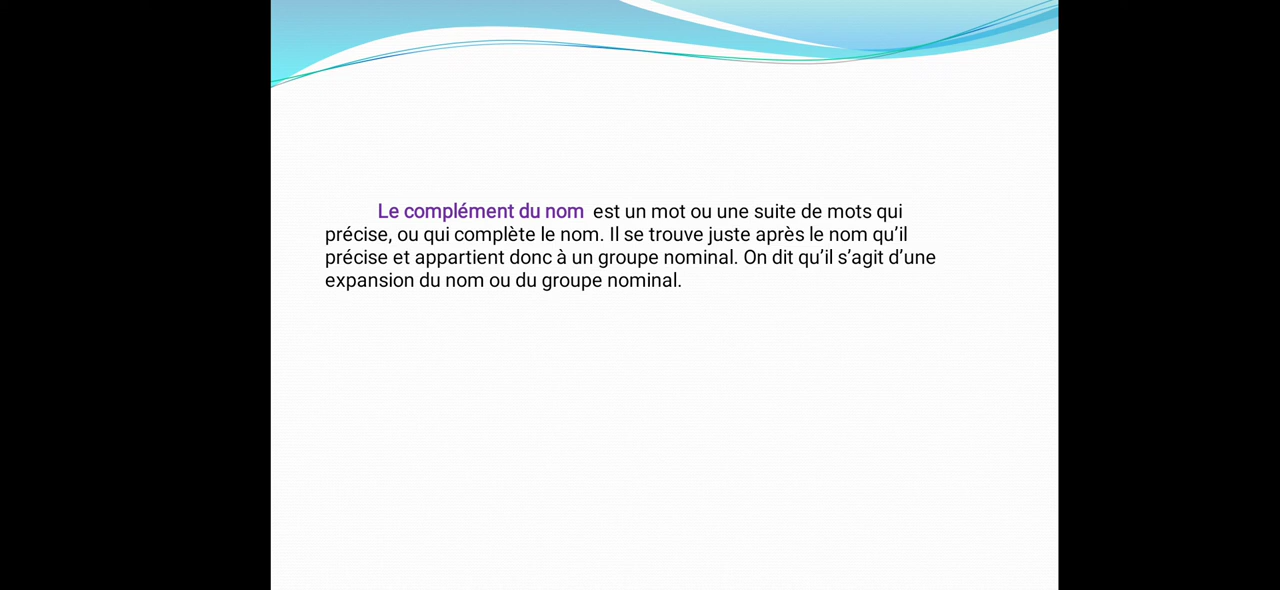 Le complément du nom est un mot ou une suite de mots qui
précise, ou qui complète le nom. Il se trouve juste après le nom qu’il
précise et appartient donc à un groupe nominal. On dit qu’il s’agit d’une
expansion du nom ou du groupe nominal.